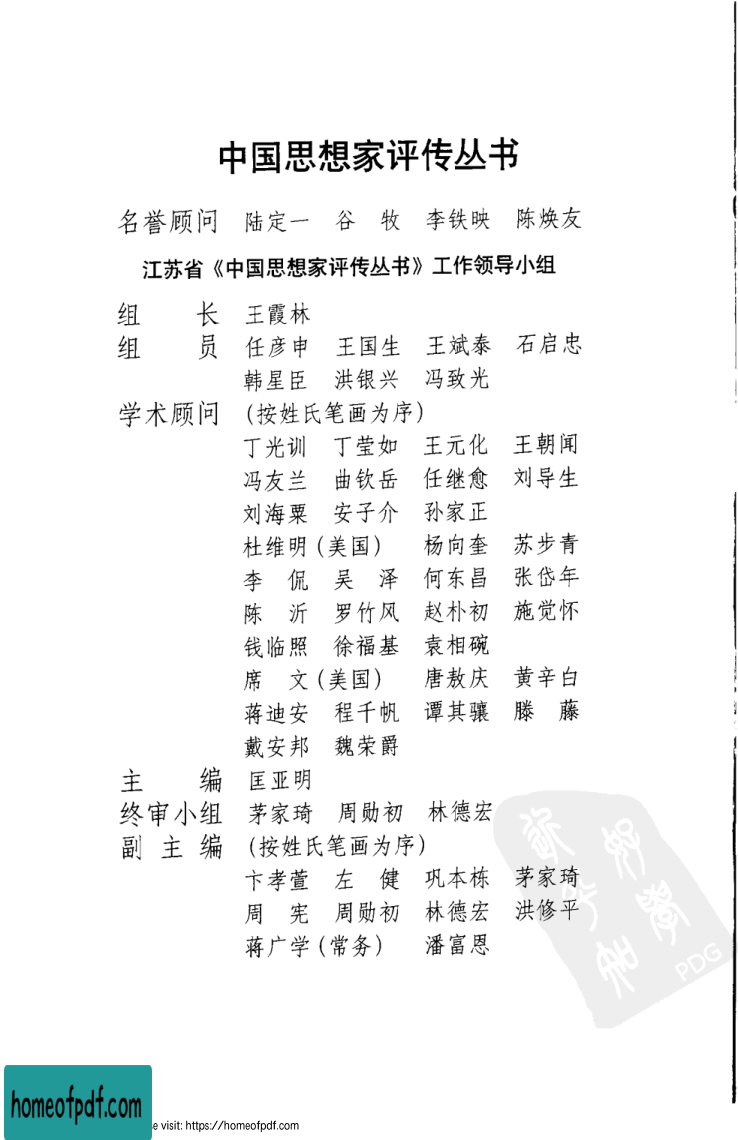 中国思想家评传丛书
名誉顾问 陆定一 谷 牧 李铁映 陈焕友
江苏省《中国思想家评传丛书》工作领导小组
组 长 王霞林
组 员 任彦申 王国生 王斌泰 石启忠
韩星臣 洪银兴 冯致光
学术顾问 (按姓氏笔画为序)
丁光训 丁莹如 王元化 王朝闻
冯友兰 曲钦岳 任继愈 刘导生
刘海粟 安子介 孙家正
杜维明(美国) 杨向奎 苏步青
李 侃 吴 泽 何东昌 张岱年
陈 沂 罗竹风 赵朴初 施觉怀
钱临照 徐福基 袁相碗
席 文(美国) 唐敖庆 黄辛白
蒋迪安 程千帆 谭其骧 滕 藤
戴安邦 魏荣爵
主 编 匡亚明
终审小组 茅家琦 周勋初 林德宏
副 主 编 (按姓氏笔画为序)
卞孝萱 左 健 巩本栋 茅家琦
周 宪 周勋初 林德宏 洪修平
蒋广学(常务) 潘富恩
好學
PDG
homeofpdf.com
e visit: https://homeofpdf.com